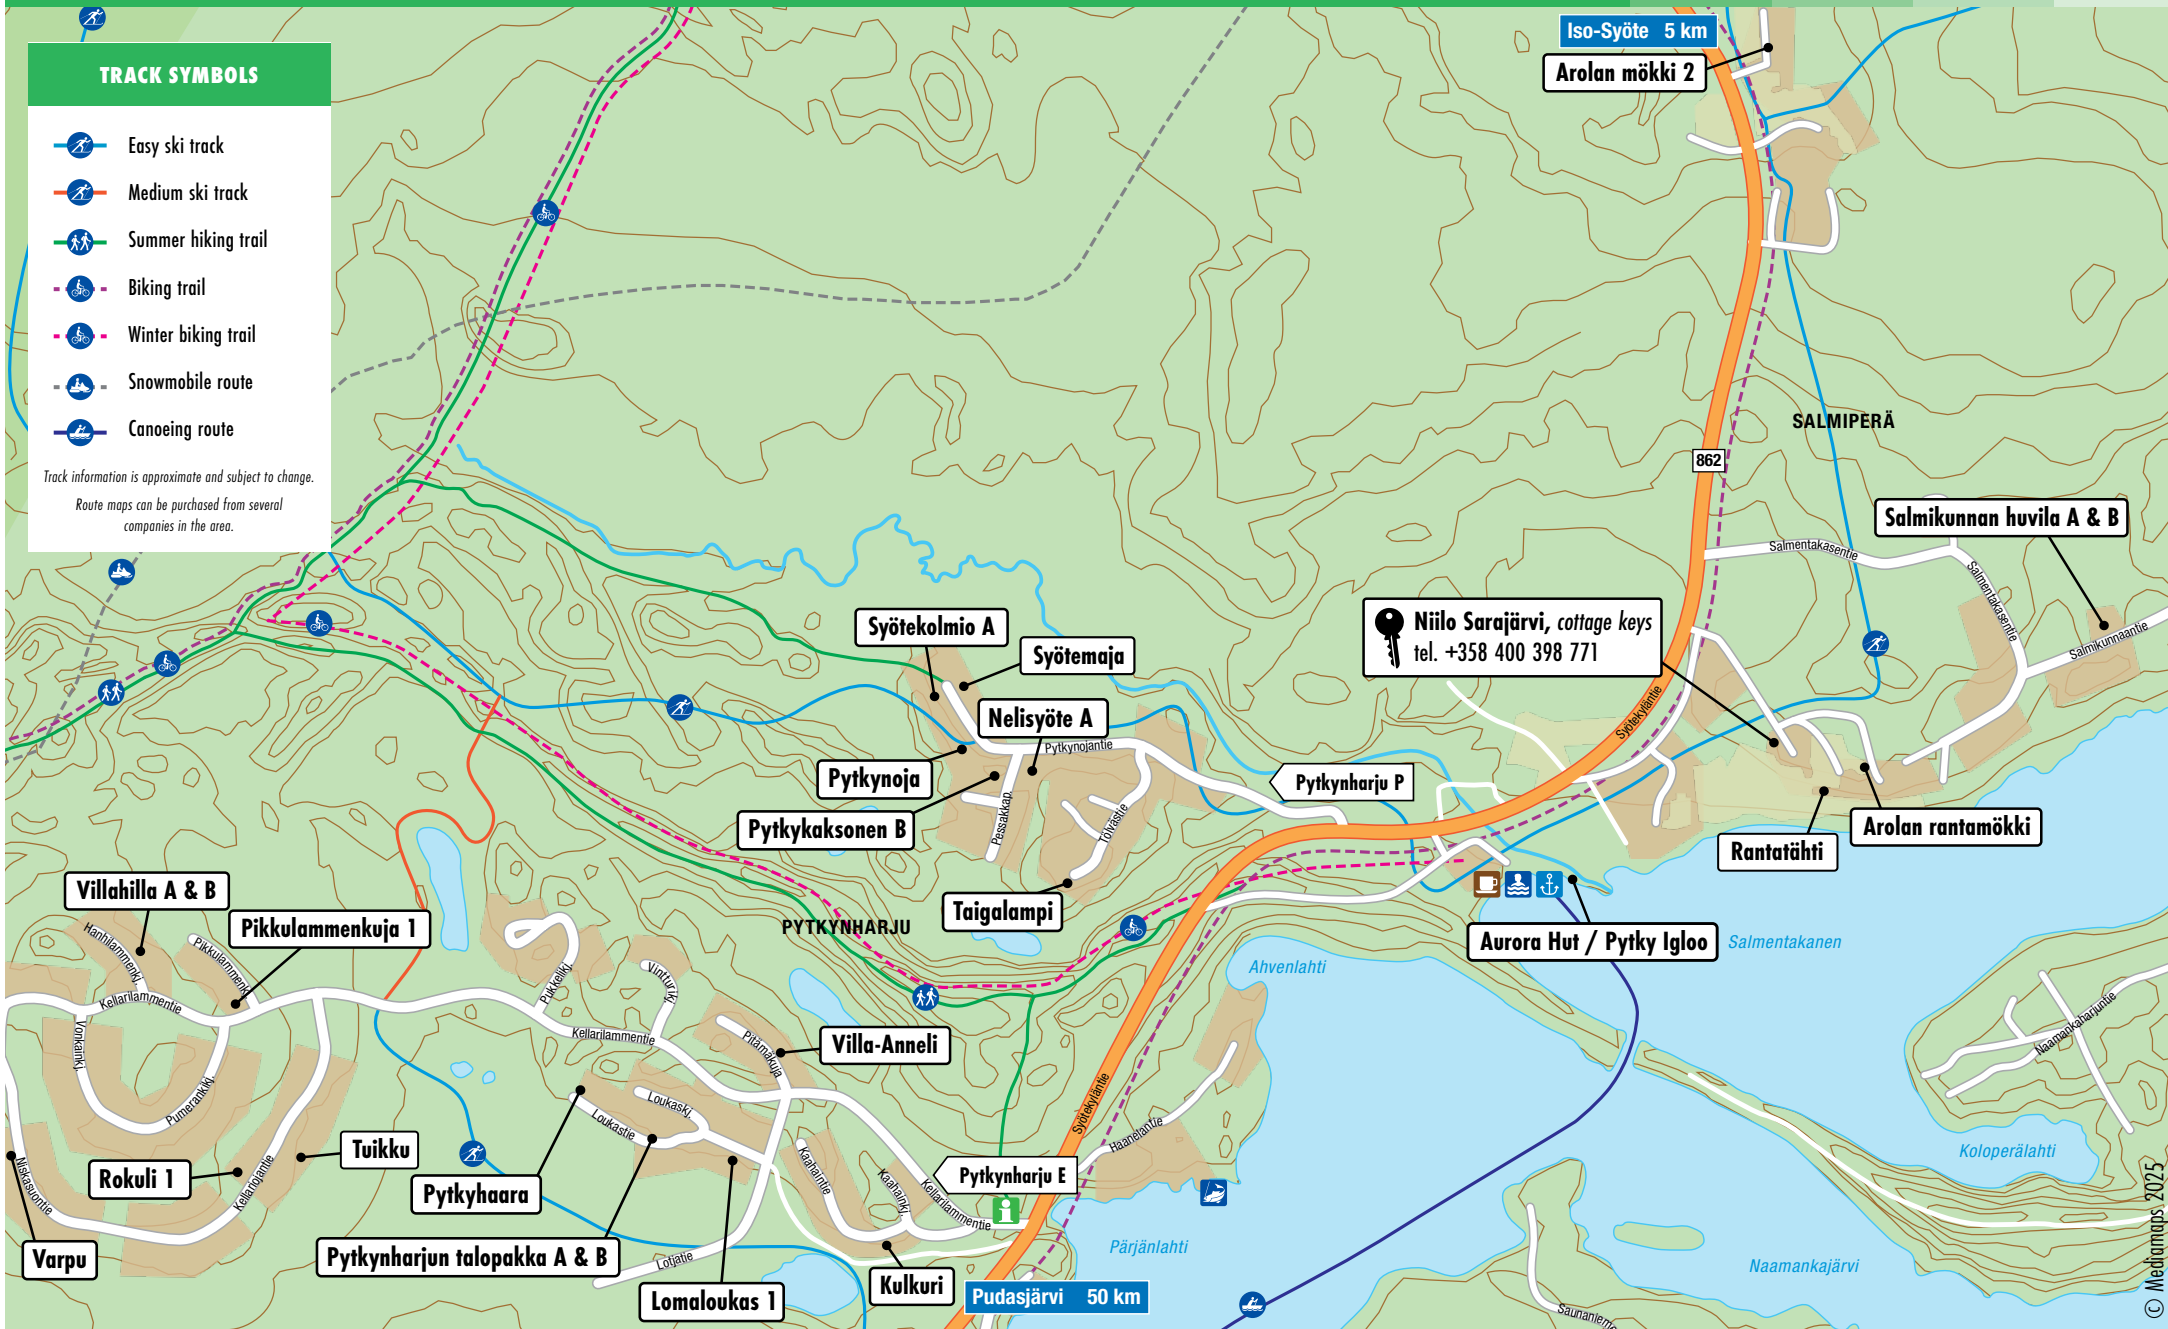 TRACK SYMBOLS
Easy ski track
Medium ski track
Summer hiking trail
Biking trail
Winter biking trail
Snowmobile route
Canoeing route
Track information is approximate and subject to change.
Route maps can be purchased from several
companies in the area.
Iso-Syöte 5 km
Arolan mökki 2
SALMIPERÄ
862
Salmikunnan huvila A & B
Salmentakasentie
Salmentakasentie
Salmikunnaantie
Niilo Sarajärvi, cottage keys
tel. +358 400 398 771
Syötekolmio A
Syötemaja
Nelisyöte A
Pytkynojantie
Syötekyläntie
Pytkynoja
Pytkynharju P
Pytkykaksonen B
Pessakkap.
Tölvästie
Arolan rantamökki
Rantatähti
Villahilla A & B
Pikkulammenkuja 1
Taigalampi
PYTKYNHARJU
Aurora Hut / Pytky Igloo
Salmentakanen
Ahvenlahti
Hanhilammenkj.
Pikkulammenk
Kellarilammentie
Pukkelikj.
Vintturikj.
Kellarilammentie
Pitämäkuja
Villa-Anneli
Vonkainkj.
Pumerankikj.
Naamankaharjuntie
Loukaskj.
Loukastie
Syötekyläntie
Haanelantie
Tuikku
Rokuli 1
Pytkyhaara
Kaahaintie
Kaahainkj.
Pytkynharju E
Kellarilammentie
Koloperälahti
Niskasuontie
Kellariojantie
Varpu
Pytkynharjun talopakka A & B
Lotjatie
Lomaloukas 1
Kulkuri
Pudasjärvi 50 km
Pärjänlahti
Naamankajärvi
Saunanieme
© Mediamaps 2025